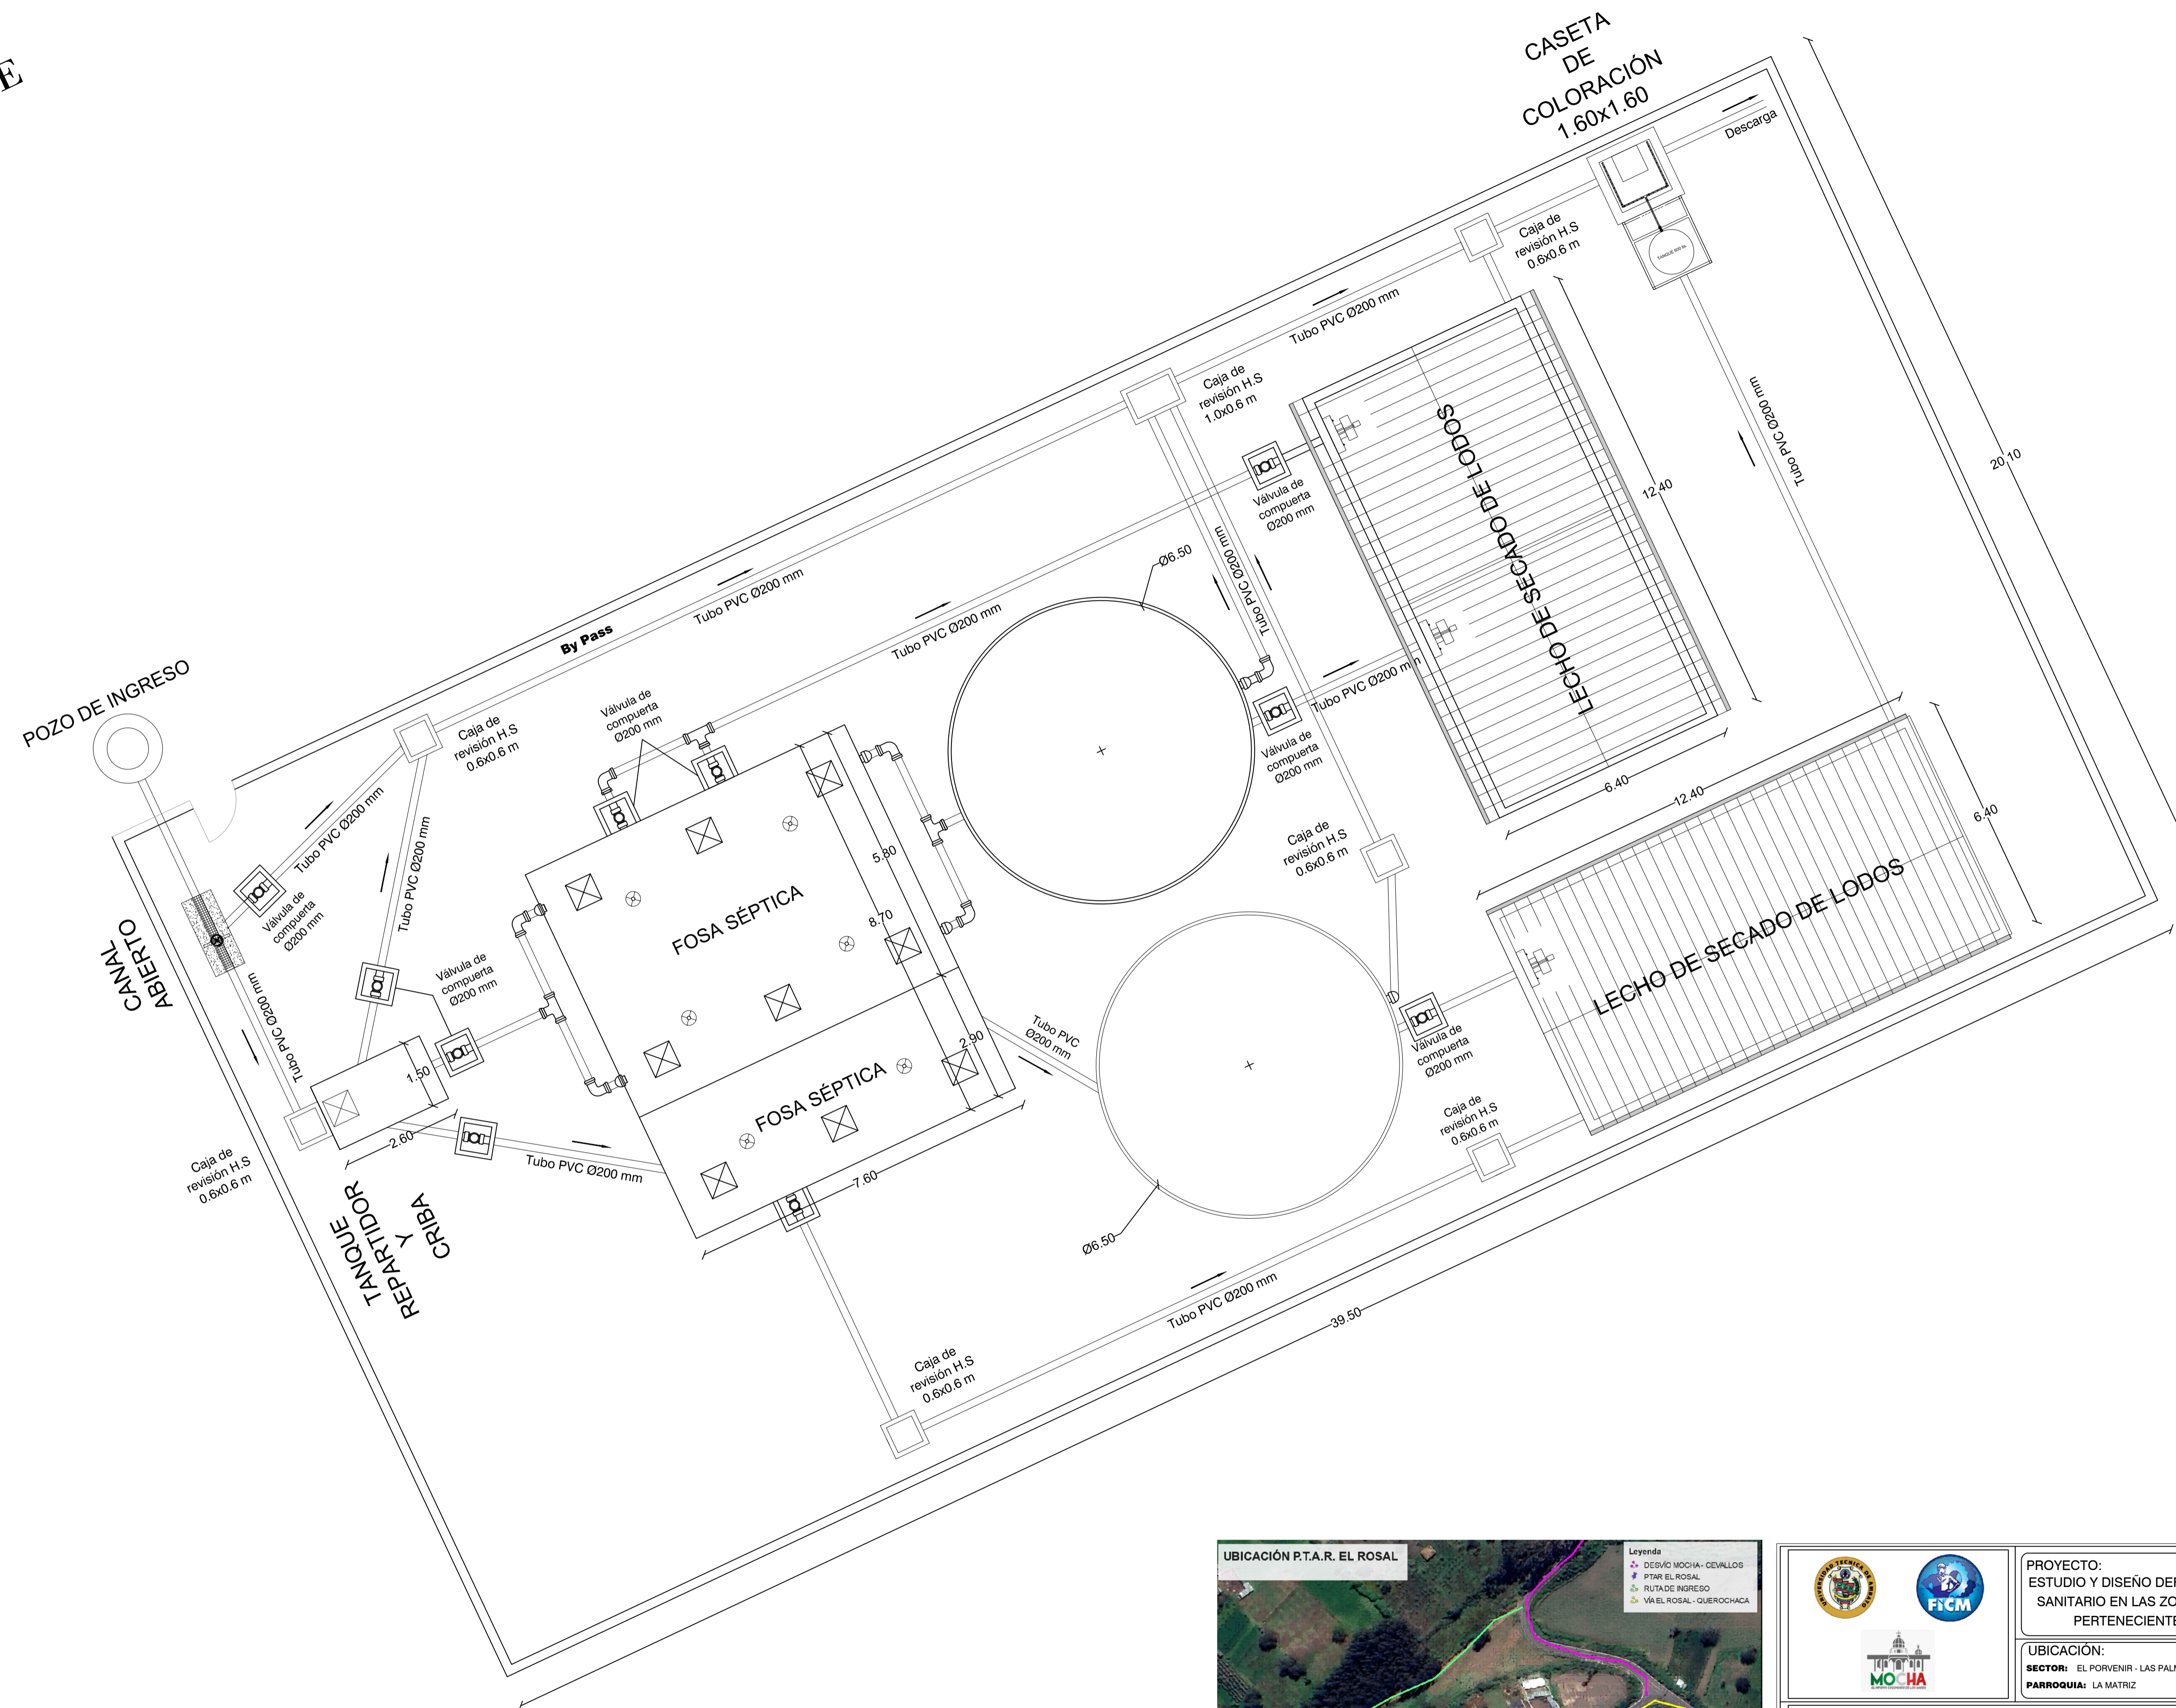 E
CASETA
DE
COLORACIÓN
1.60x1.60
Descarga
Caja de
revisión H.S
0.6x0.6 m
TANQUE 500 lts.
Tubo PVC Ø200 mm
Caja de
revisión H.S
1.0x0.6 m
Tubo PVC Ø200 mm
20.10
LECHO DE SECADO DE LODOS
12.40
6.40
Válvula de
compuerta
Ø200 mm
Tubo PVC Ø200 mm
Ø6.50
Tubo PVC Ø200 mm
By Pass
Tubo PVC Ø200 mm
Tubo PVC Ø200 mm
Válvula de
compuerta
Ø200 mm
POZO DE INGRESO
Caja de
revisión H.S
0.6x0.6 m
Válvula de
compuerta
Ø200 mm
Tubo PVC Ø200 mm
Tubo PVC Ø200 mm
Válvula de
compuerta
Ø200 mm
CANAL
ABIERTO
Tubo PVC Ø200 mm
Válvula de
compuerta
Ø200 mm
FOSA SÉPTICA
5.80
8.70
2.90
FOSA SÉPTICA
7.60
1.50
2.60
Tubo PVC Ø200 mm
Caja de
revisión H.S
0.6x0.6 m
TANQUE
REPARTIDOR
Y
CRIBA
Tubo PVC
Ø200 mm
Caja de
revisión H.S
0.6x0.6 m
12.40
6.40
LECHO DE SECADO DE LODOS
Válvula de
compuerta
Ø200 mm
Caja de
revisión H.S
0.6x0.6 m
Ø6.50
Tubo PVC Ø200 mm
39.50
Caja de
revisión H.S
0.6x0.6 m
UBICACIÓN P.T.A.R. EL ROSAL
Leyenda
DESVÍO MOCHA - CEVALLOS
PTAR EL ROSAL
RUTA DE INGRESO
VÍA EL ROSAL - QUEROCHACA
UNIVERSIDAD TECNICA DE AMBATO
FICM
MOCHA
PROYECTO:
ESTUDIO Y DISEÑO DE
SANITARIO EN LAS ZO
PERTENECIENTE
UBICACIÓN:
SECTOR: EL PORVENIR - LAS PAL
PARROQUIA: LA MATRIZ